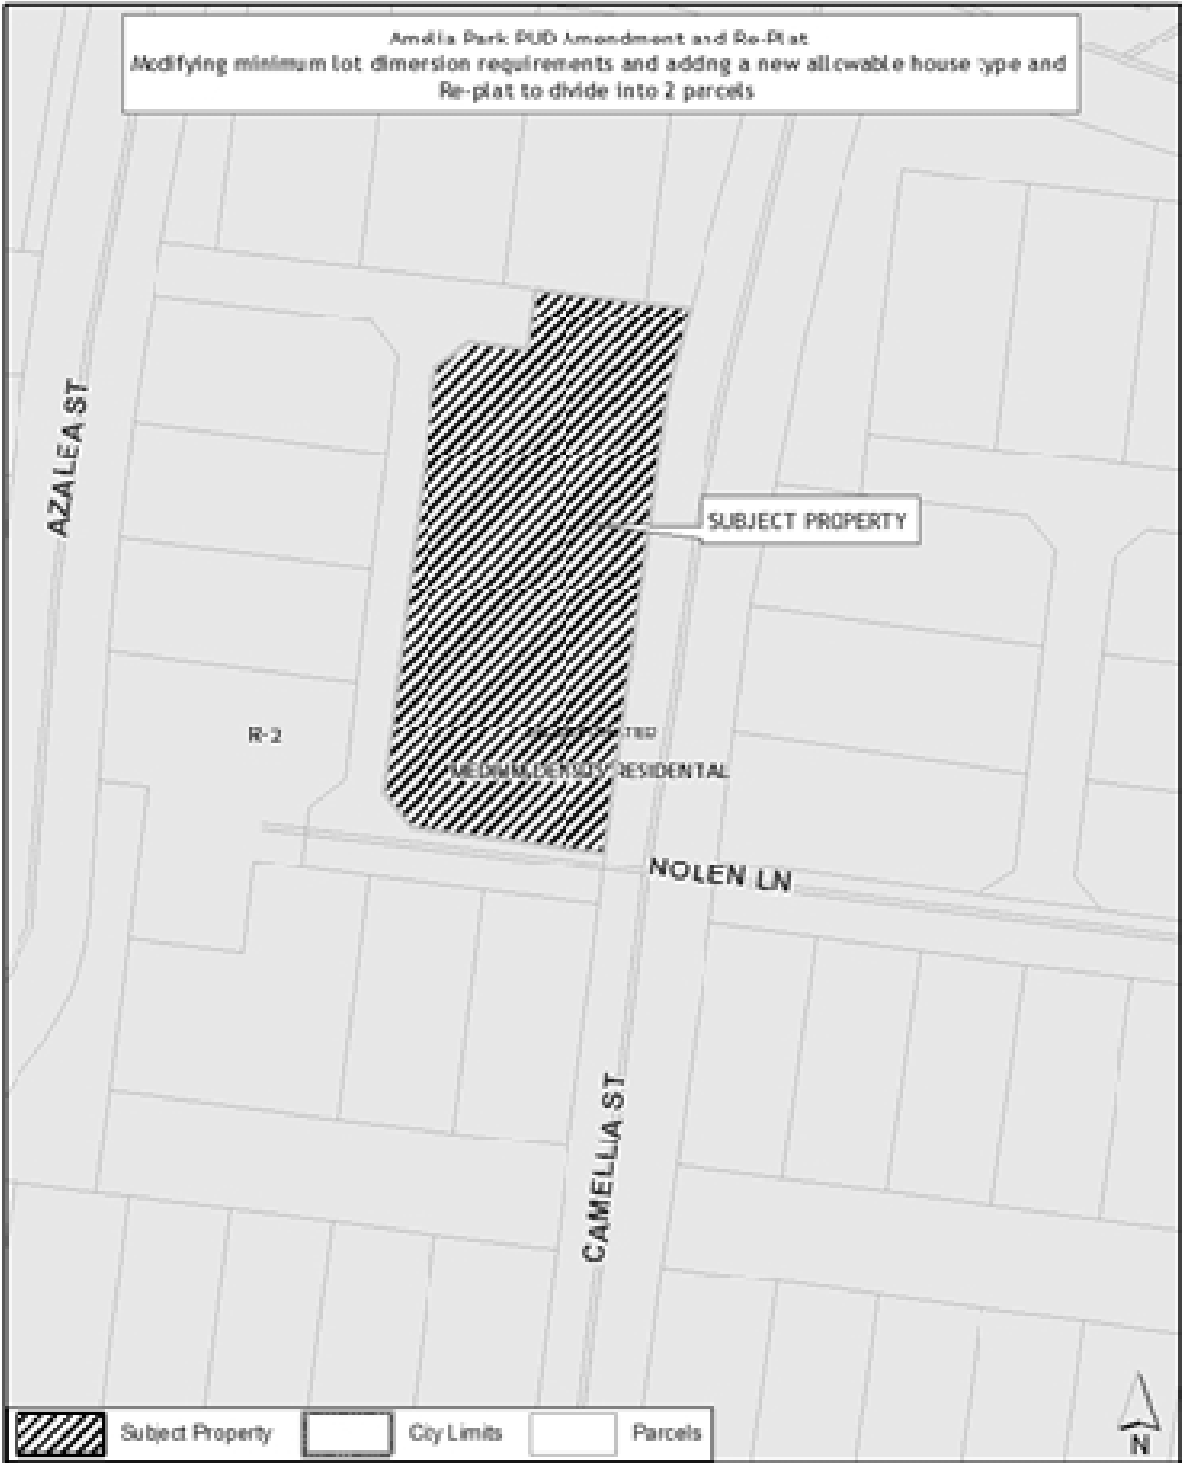 Amelia Park PUD Amendment and Re-Plat
Modifying minimum lot dimension requirements and adding a new allowable house type and
Re-plat to divide into 2 parcels
AZALEA ST
SUBJECT PROPERTY
R-2
MEDIUM DENSITY RESIDENTAL
NOLEN LN
CAMELLIA ST
Subject Property
City Limits
Parcels
N